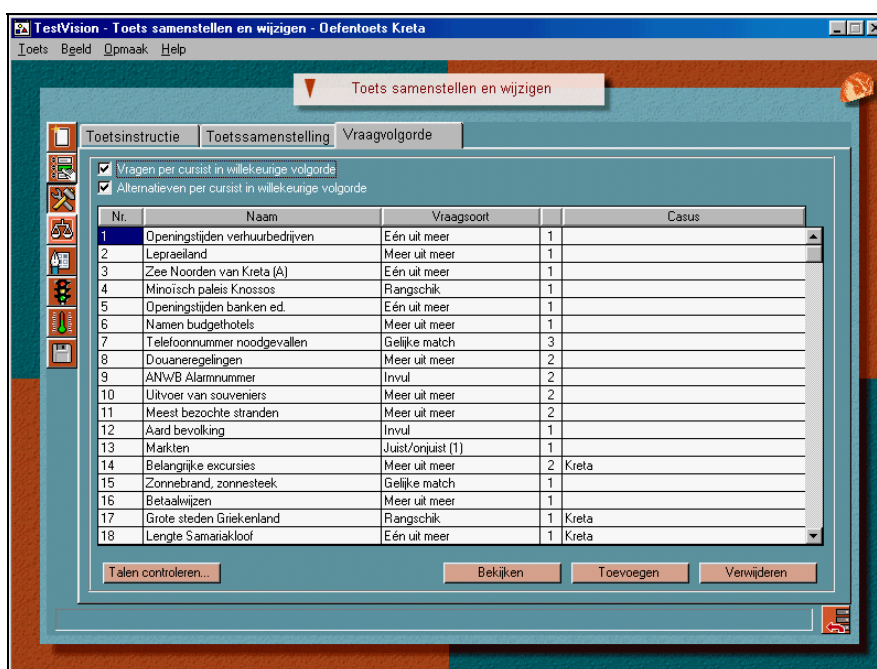 TestVision - Toets samenstellen en wijzigen - Oefentoets Kreta
Toets Beeld Opmaak Help
Toets samenstellen en wijzigen
Toetsinstructie Toetssamenstelling Vraagvolgorde
Vragen per cursist in willekeurige volgorde
Alternatieven per cursist in willekeurige volgorde
Nr. Naam Vraagsoort Casus
1 Openingstijden verhuurbedrijven Eén uit meer 1
2 Lepraeiland Meer uit meer 1
3 Zee Noorden van Kreta (A) Eén uit meer 1
4 Minoïsch paleis Knossos Rangschik 1
5 Openingstijden banken ed. Eén uit meer 1
6 Namen budgethotels Meer uit meer 1
7 Telefoonnummer noodgevallen Gelijke match 3
8 Douaneregelingen Meer uit meer 2
9 ANWB Alarmnummer Invul 2
10 Uitvoer van souveniers Meer uit meer 2
11 Meest bezochte stranden Meer uit meer 2
12 Aard bevolking Invul 1
13 Markten Juist/onjuist (1) 1
14 Belangrijke excursies Meer uit meer 2 Kreta
15 Zonnebrand, zonnesteek Gelijke match 1
16 Betaalwijzen Meer uit meer 1
17 Grote steden Griekenland Rangschik 1 Kreta
18 Lengte Samariakloof Eén uit meer 1 Kreta
Talen controleren... Bekijken Toevoegen Verwijderen